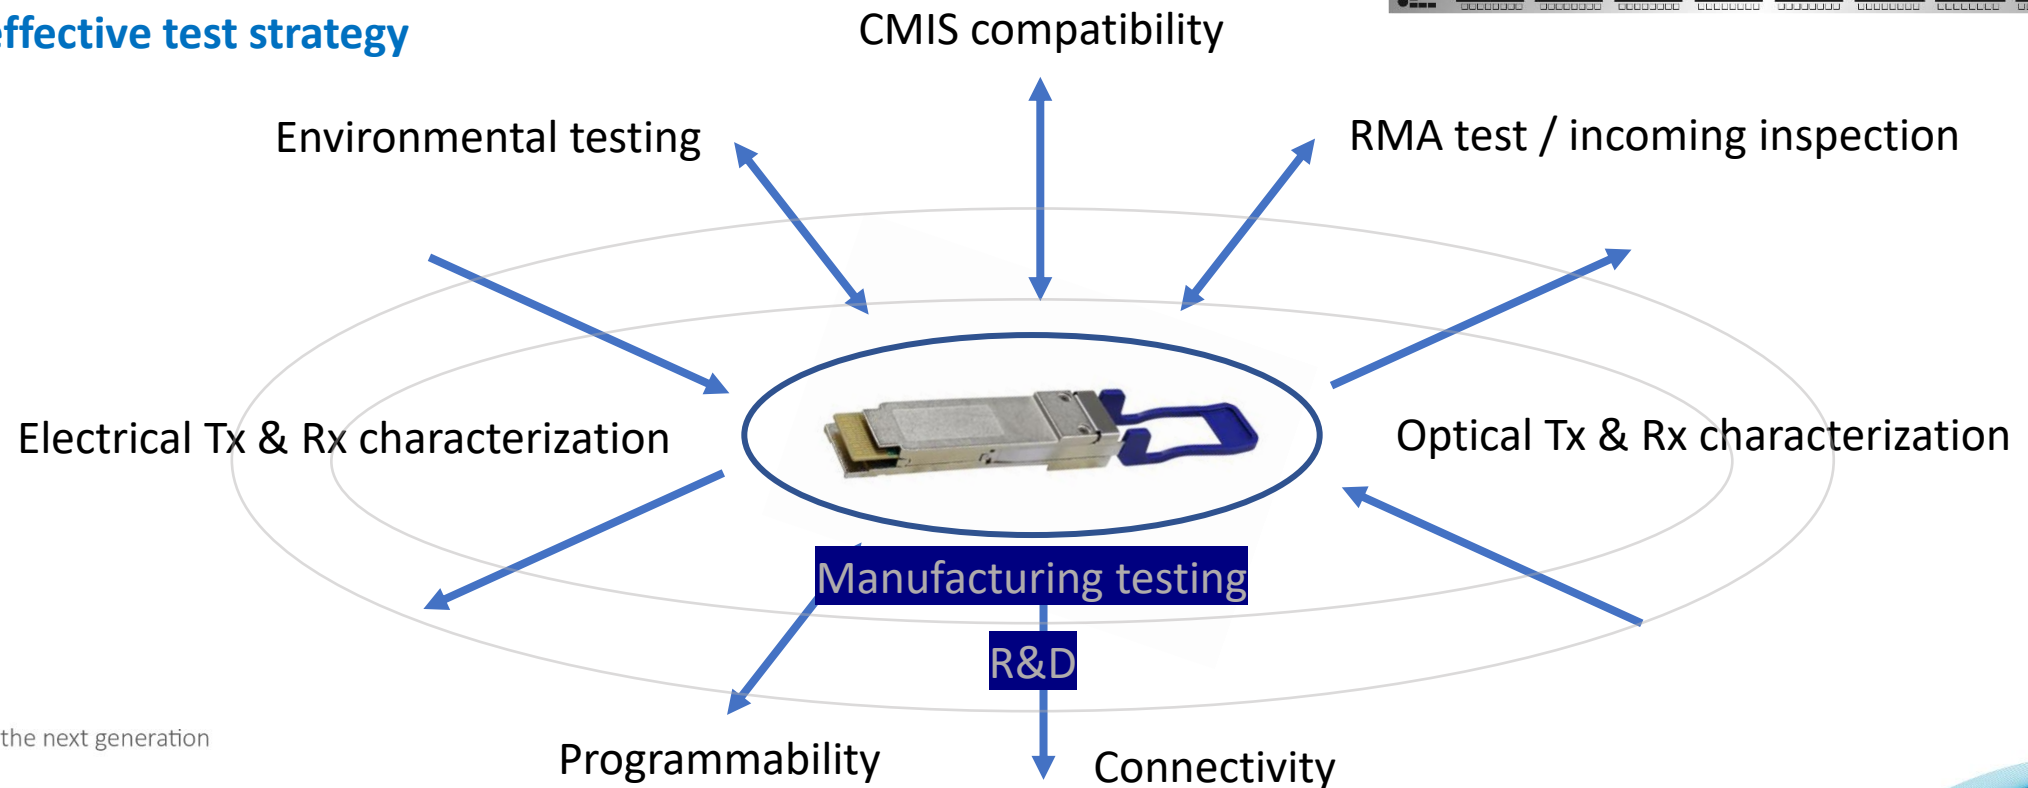 effective test strategy
CMIS compatibility
Environmental testing
RMA test / incoming inspection
Electrical Tx & Rx characterization
Optical Tx & Rx characterization
Manufacturing testing
R&D
the next generation
Programmability
Connectivity